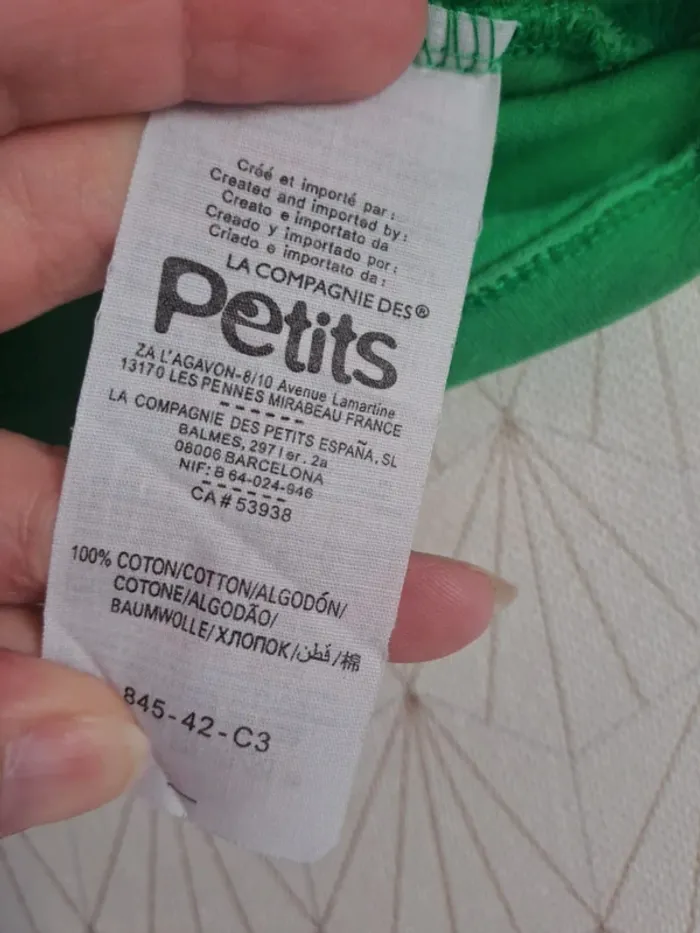 Créé et importé par:
Created and imported by:
Creato e importato da
Creado y importado por:
Criado e importato da:
LA COMPAGNIE DES®
Petits
ZA L'AGAVON-8/10 Avenue Lamartine
13170 LES PENNES MIRABEAU FRANCE
LA COMPAGNIE DES PETITS ESPAÑA, SL
BALMES, 297 1 er. 2a
08006 BARCELONA
NIF: B 64-024-946
CA # 53938
100% COTON/COTTON/ALGODÓN/
COTONE/ALGODÃO/
BAUMWOLLE/ХЛОПОК/قطن/棉
845-42-C3